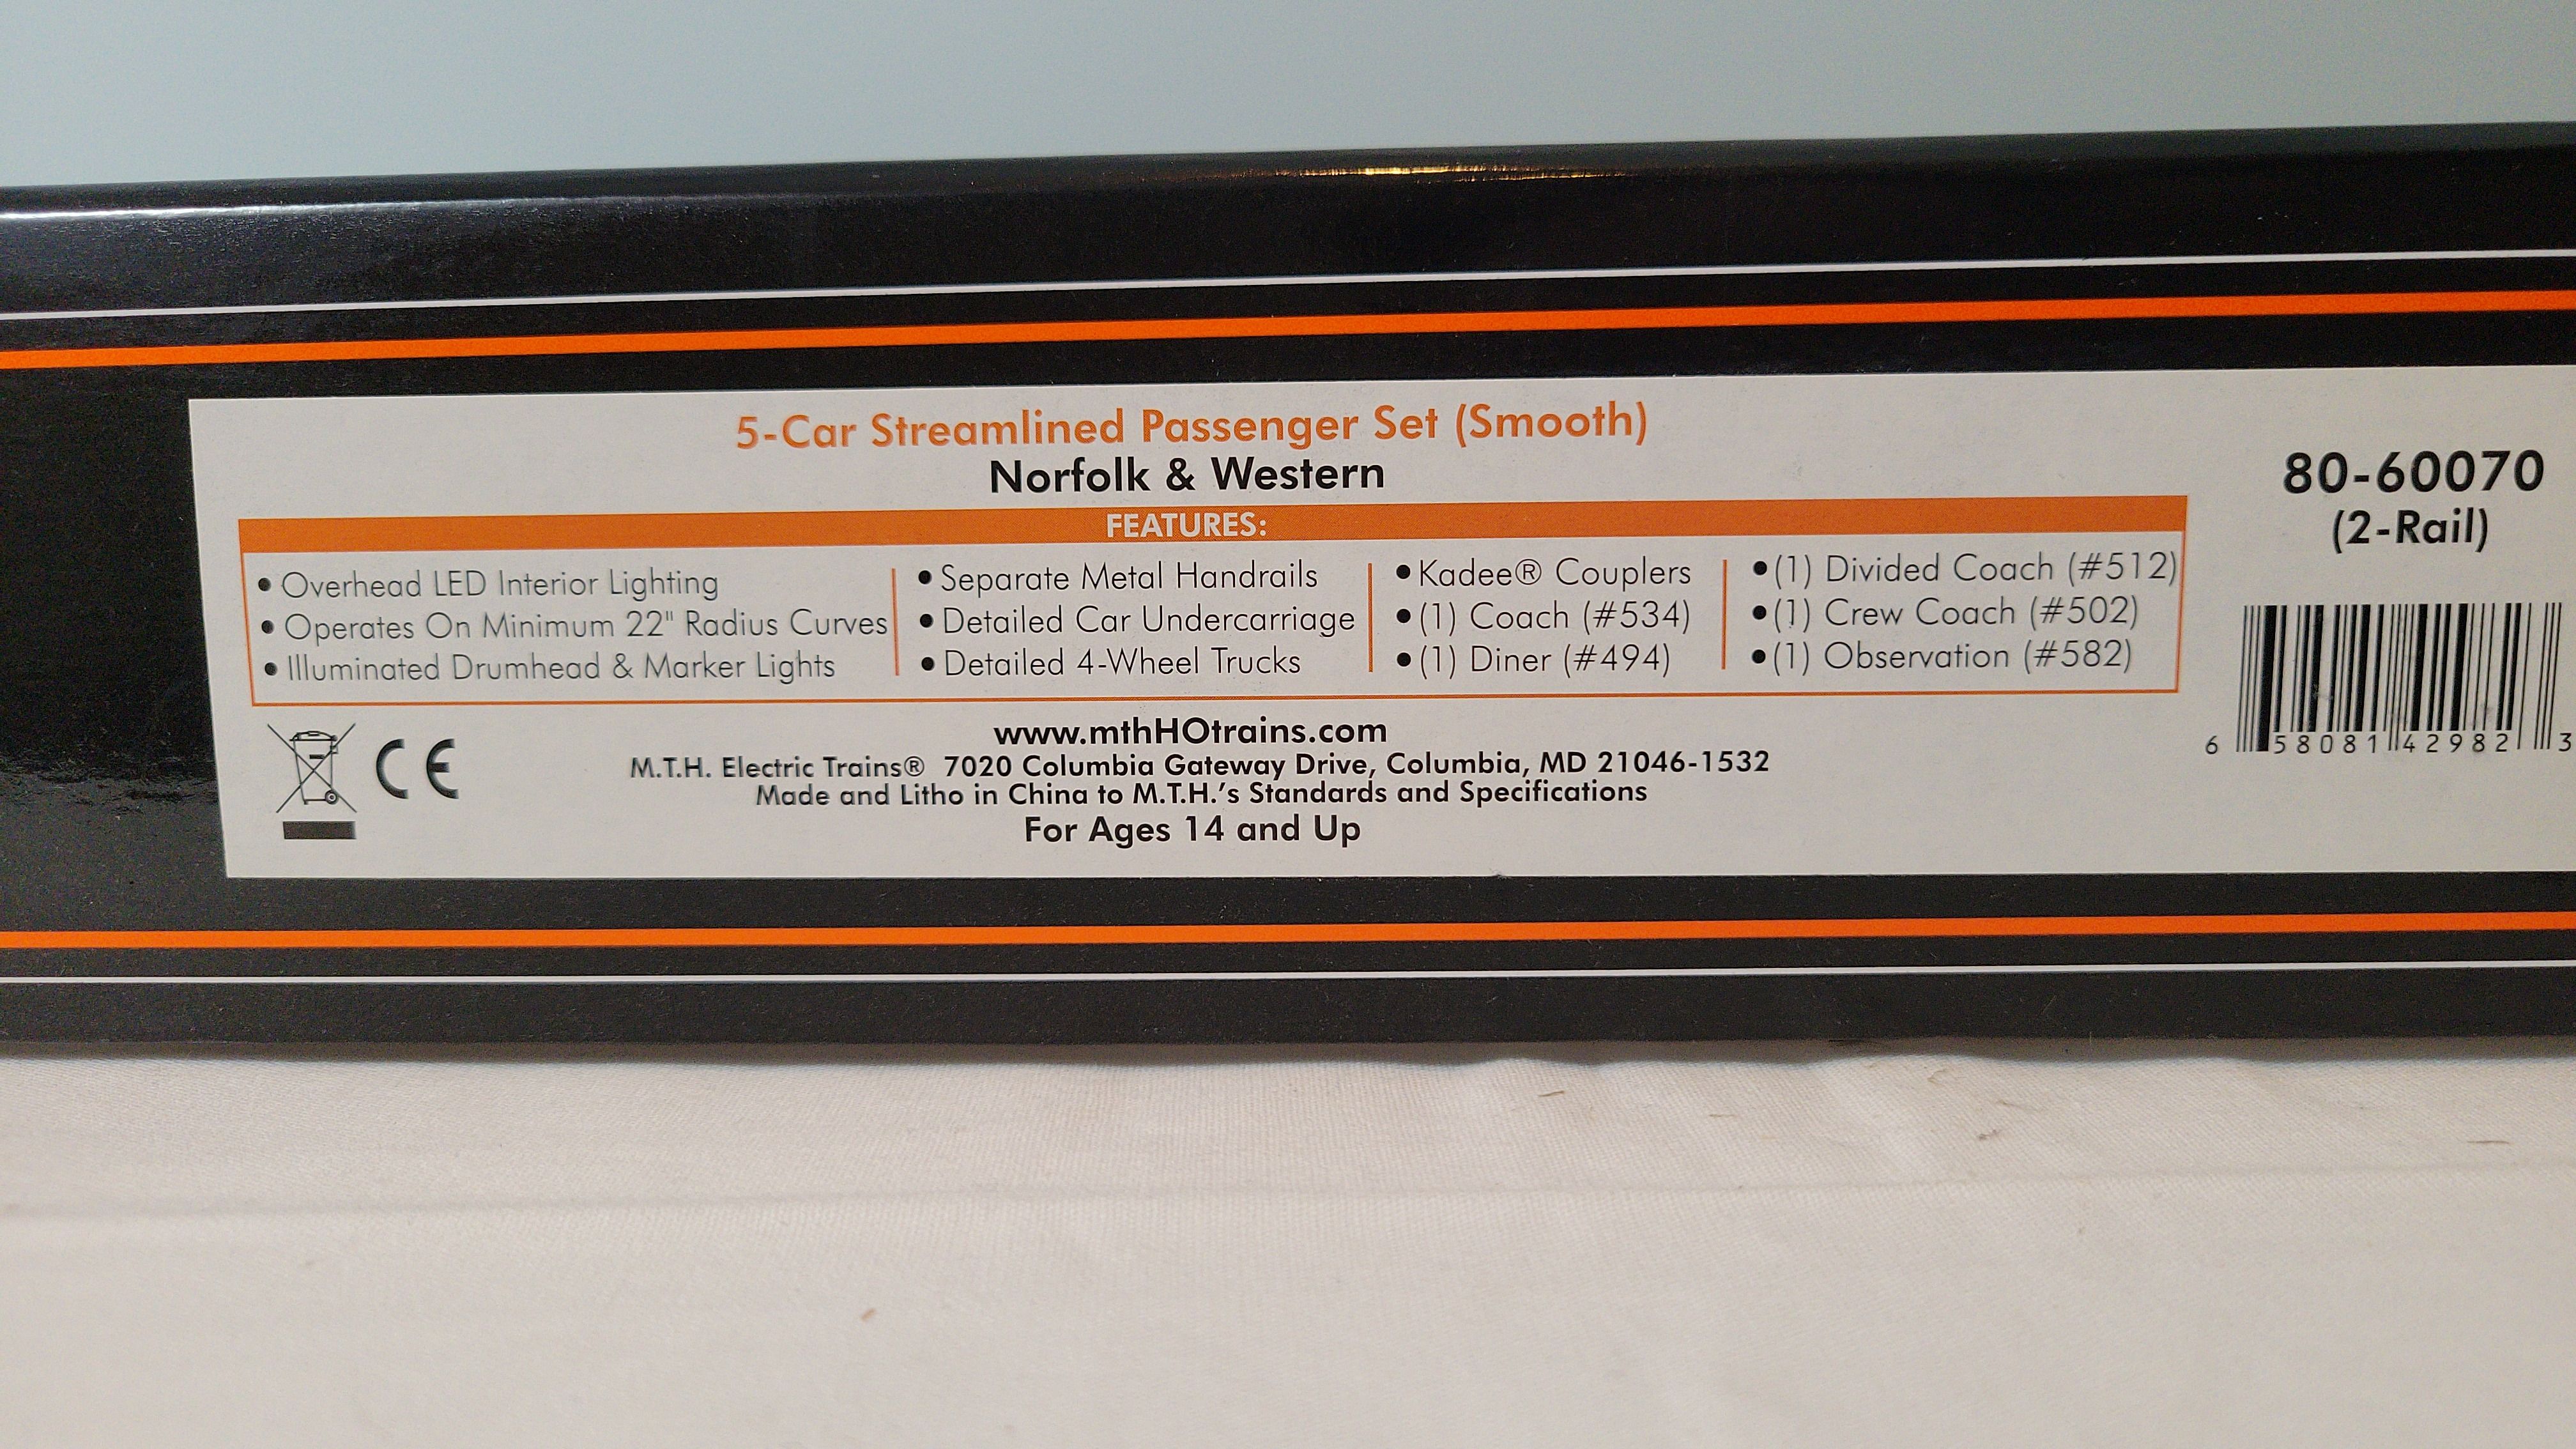 5-Car Streamlined Passenger Set (Smooth)
Norfolk & Western
FEATURES:
• Overhead LED Interior Lighting
• Operates On Minimum 22" Radius Curves
• Illuminated Drumhead & Marker Lights
• Separate Metal Handrails
• Detailed Car Undercarriage
• Detailed 4-Wheel Trucks
• Kadee® Couplers
• (1) Coach (#534)
• (1) Diner (#494)
• (1) Divided Coach (#512)
• (1) Crew Coach (#502)
• (1) Observation (#582)
80-60070
(2-Rail)
6 58081 42982 3
CE
www.mthHOtrains.com
M.T.H. Electric Trains® 7020 Columbia Gateway Drive, Columbia, MD 21046-1532
Made and Litho in China to M.T.H.'s Standards and Specifications
For Ages 14 and Up